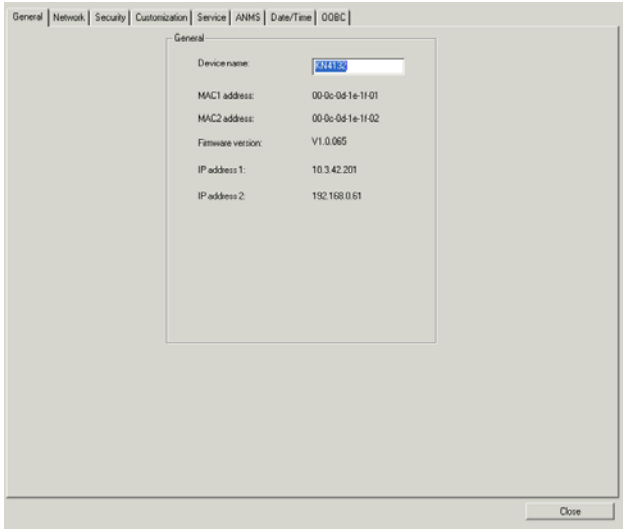 General Network Security Customization Service ANMS Date/Time OOBC
General
Device name: KN4132
MAC1 address: 00-0c-0d-1e-1f-01
MAC2 address: 00-0c-0d-1e-1f-02
Firmware version: V1.0.065
IP address 1: 10.3.42.201
IP address 2: 192.168.0.61
Close